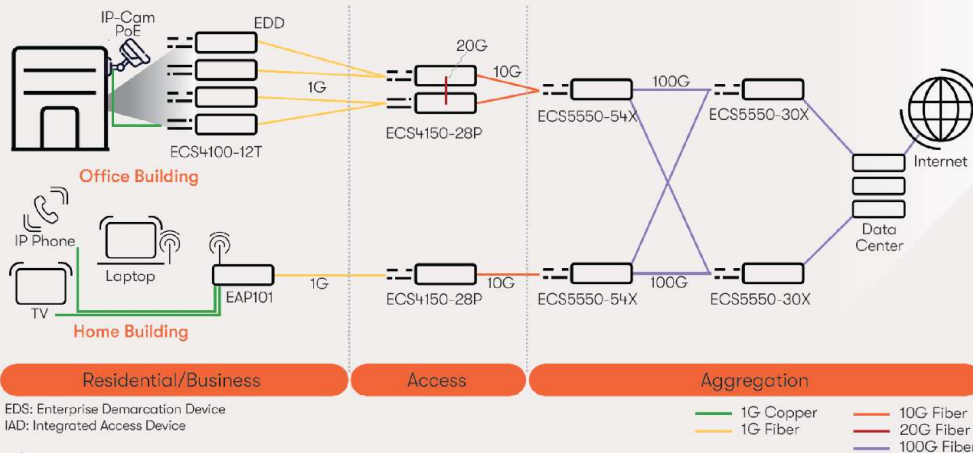 IP-Cam
PoE
EDD
20G
10G
1G
100G
ECS4100-12T
ECS4150-28P
ECS5550-54X
ECS5550-30X
Internet
Office Building
IP Phone
Laptop
TV
EAP101
1G
ECS4150-28P
10G
ECS5550-54X
100G
ECS5550-30X
Data
Center
Home Building
Residential/Business
Access
Aggregation
EDS: Enterprise Demarcation Device
IAD: Integrated Access Device
1G Copper
1G Fiber
10G Fiber
20G Fiber
100G Fiber